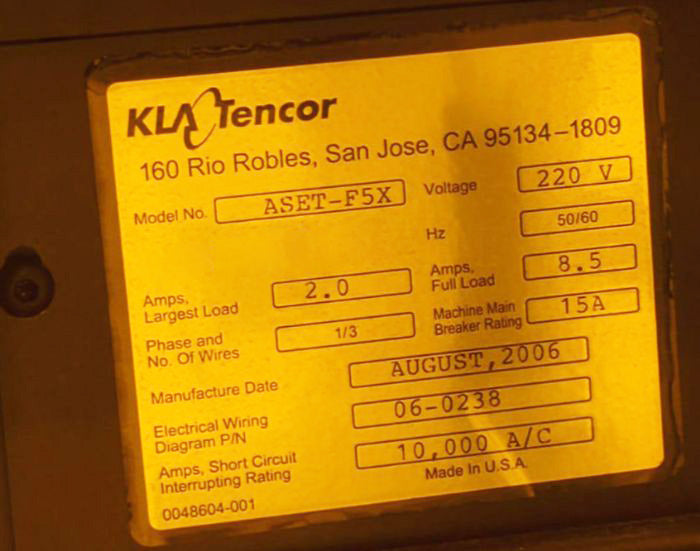 KLA Tencor
160 Rio Robles, San Jose, CA 95134-1809
Model No. ASET-F5X Voltage 220 V
Hz 50/60
Amps, Largest Load 2.0 Amps, Full Load 8.5
Phase and No. Of Wires 1/3 Machine Main Breaker Rating 15A
Manufacture Date AUGUST,2006
Electrical Wiring Diagram P/N 06-0238
Amps, Short Circuit Interrupting Rating 10,000 A/C
Made In U.S.A.
0048604-001